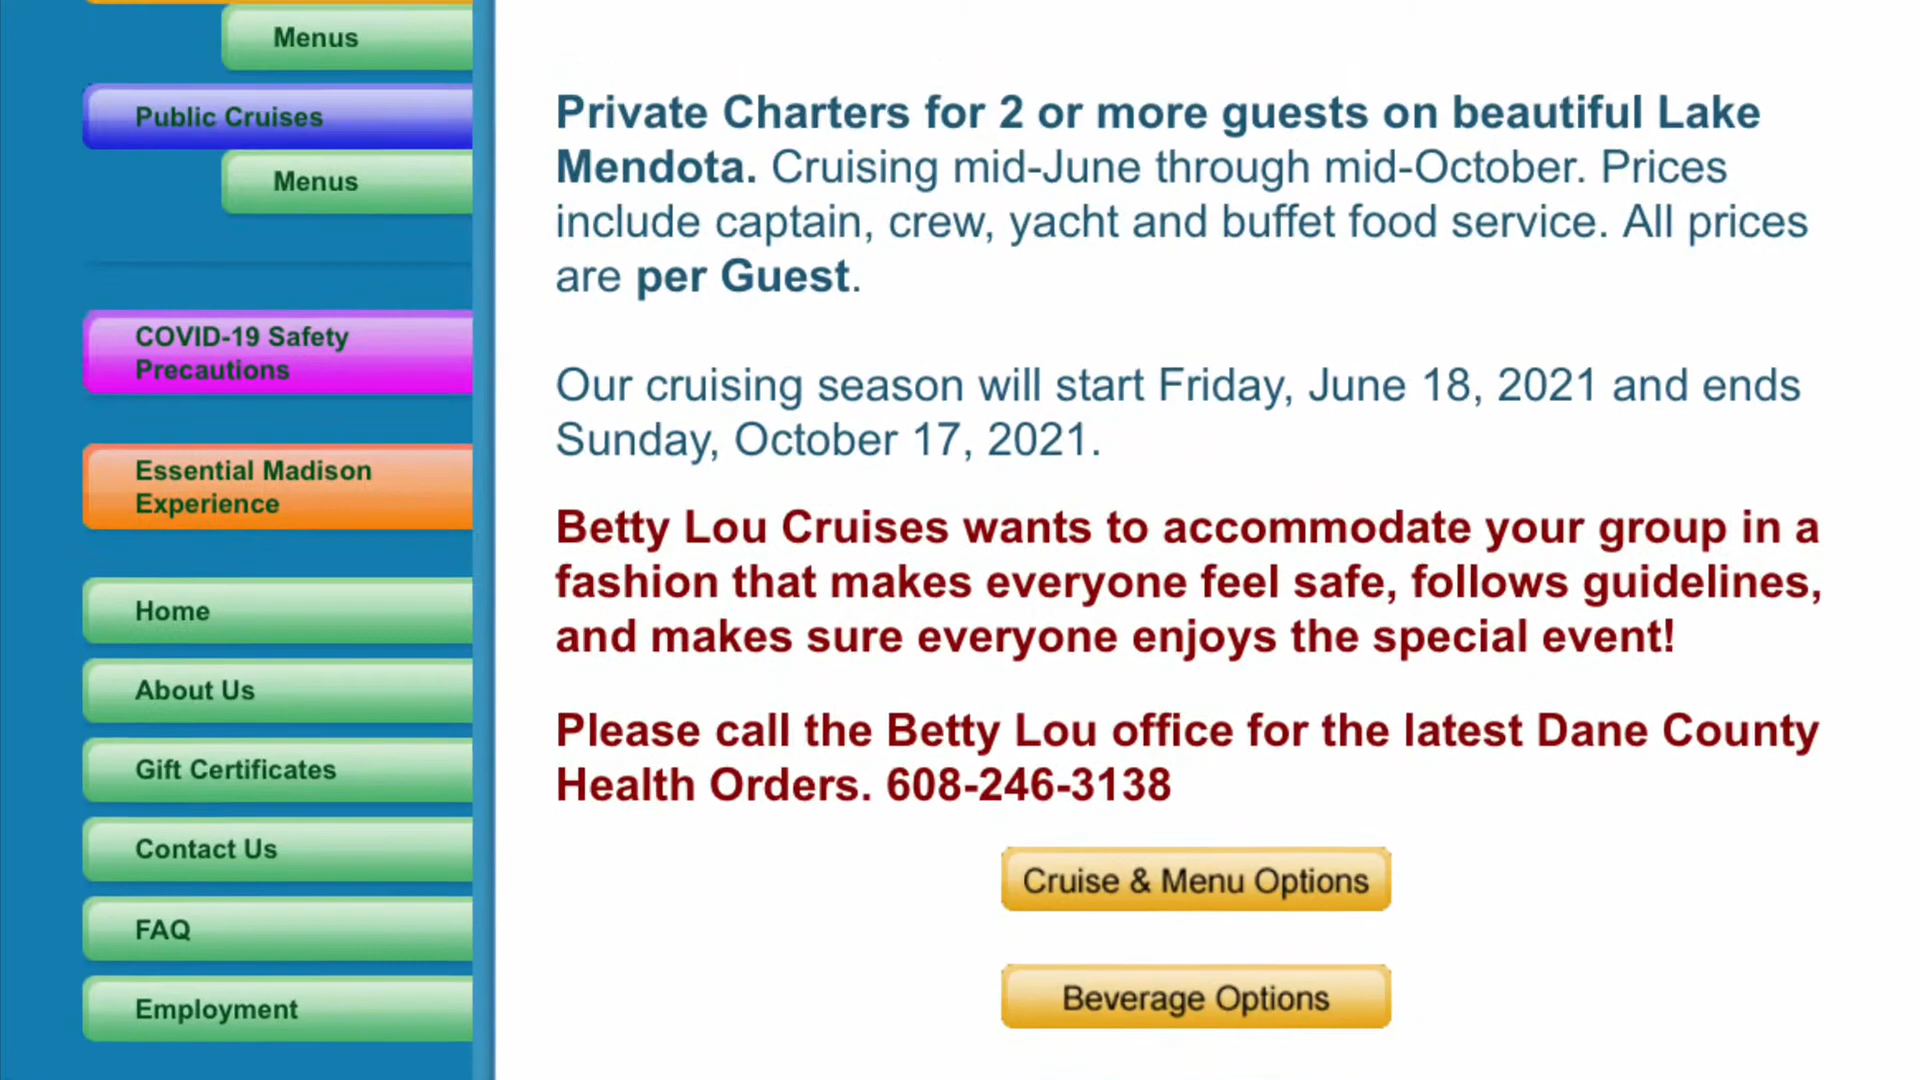 Menus
Public Cruises
Menus
COVID-19 Safety
Precautions
Essential Madison
Experience
Home
About Us
Gift Certificates
Contact Us
FAQ
Employment
Private Charters for 2 or more guests on beautiful Lake
Mendota. Cruising mid-June through mid-October. Prices
include captain, crew, yacht and buffet food service. All prices
are per Guest.
Our cruising season will start Friday, June 18, 2021 and ends
Sunday, October 17, 2021.
Betty Lou Cruises wants to accommodate your group in a
fashion that makes everyone feel safe, follows guidelines,
and makes sure everyone enjoys the special event!
Please call the Betty Lou office for the latest Dane County
Health Orders. 608-246-3138
Cruise & Menu Options
Beverage Options